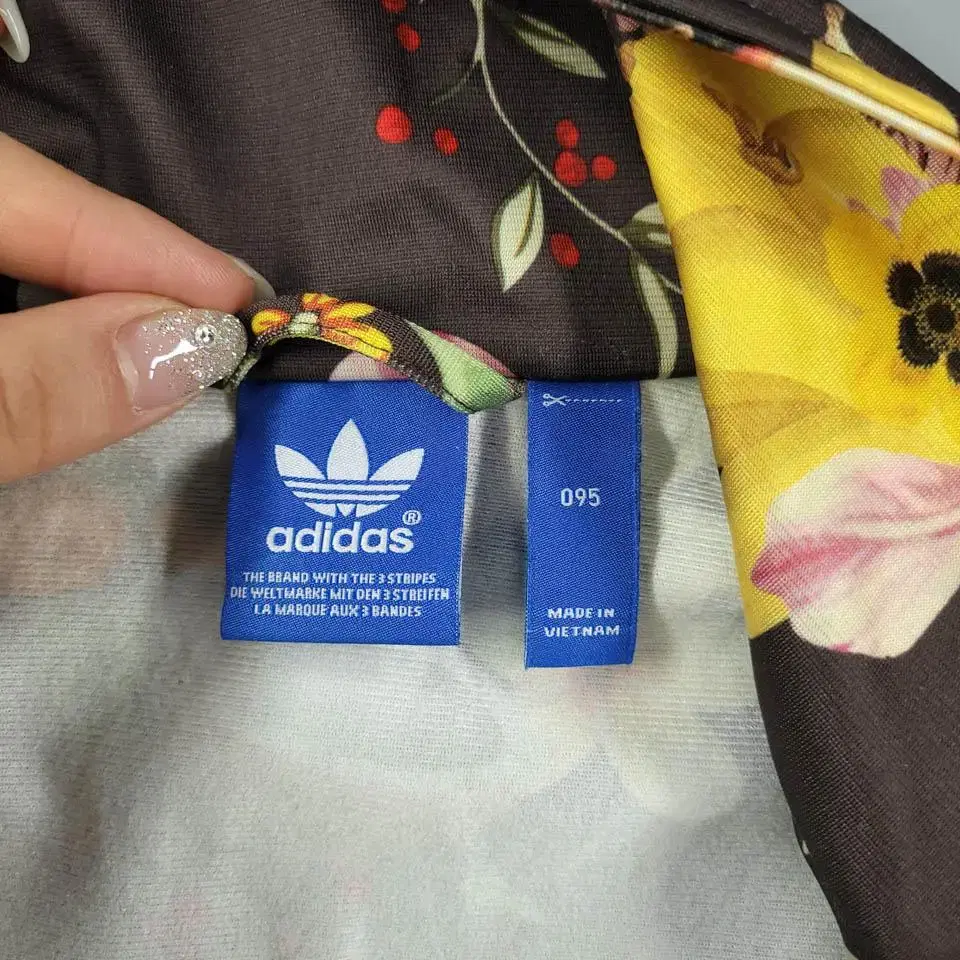 adidas®
THE BRAND WITH THE 3 STRIPES
DIE WELTMARKE MIT DEN 3 STREIFEN
LA MARQUE AUX 3 BANDES
095
MADE IN
VIETNAM